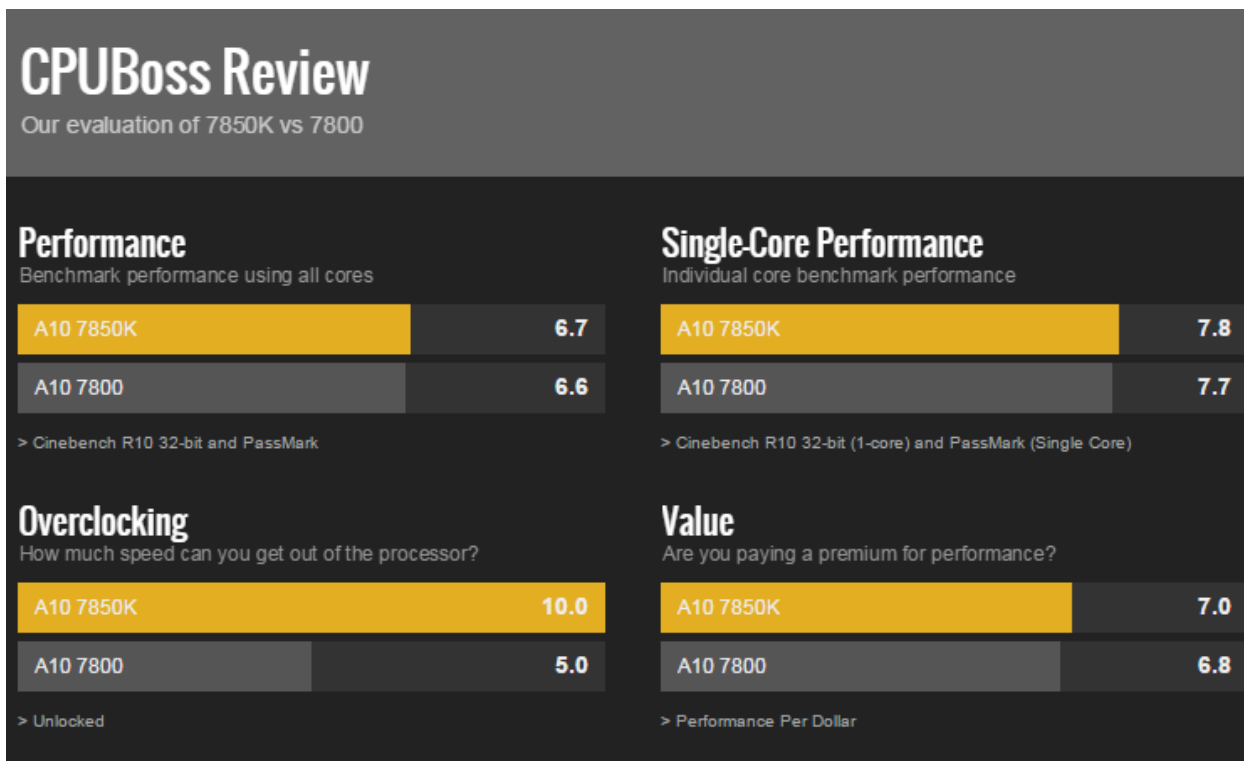 CPUBoss Review
Our evaluation of 7850K vs 7800
Performance
Benchmark performance using all cores
A10 7850K 6.7
A10 7800 6.6
> Cinebench R10 32-bit and PassMark
Single-Core Performance
Individual core benchmark performance
A10 7850K 7.8
A10 7800 7.7
> Cinebench R10 32-bit (1-core) and PassMark (Single Core)
Overclocking
How much speed can you get out of the processor?
A10 7850K 10.0
A10 7800 5.0
> Unlocked
Value
Are you paying a premium for performance?
A10 7850K 7.0
A10 7800 6.8
> Performance Per Dollar